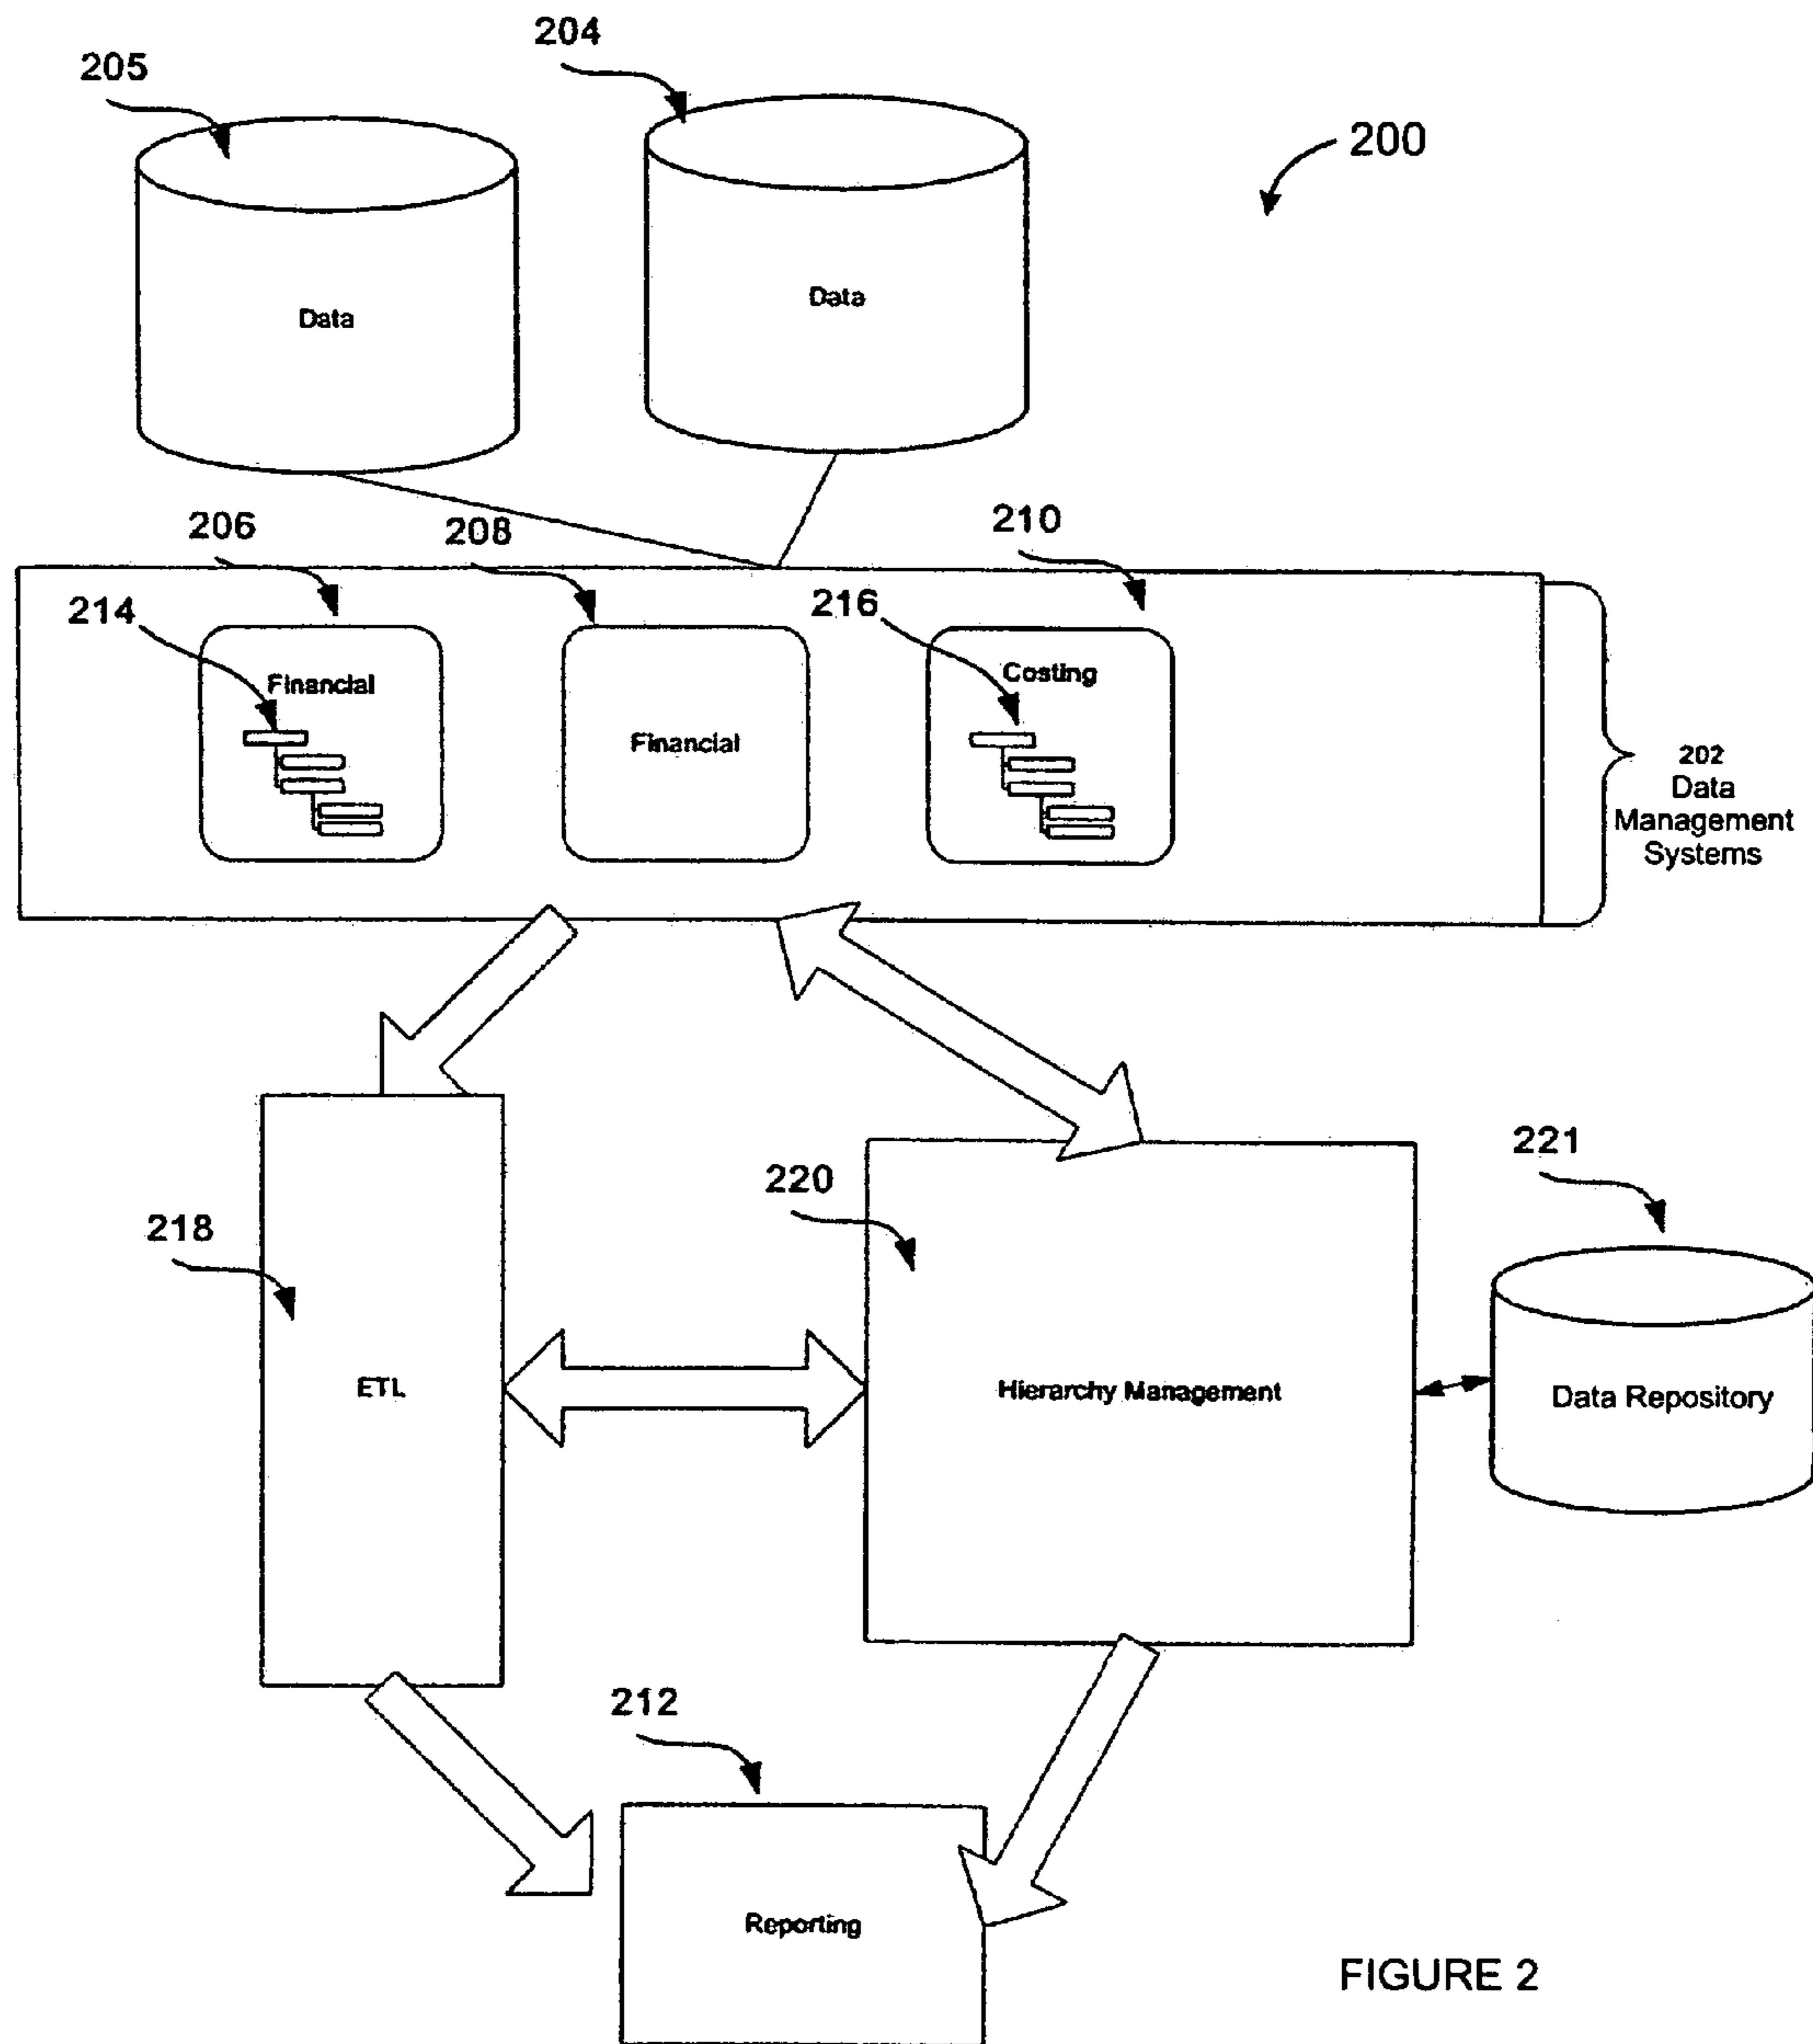 204
205
200
Data
Data
206
208
210
214
216
Financial
Costing
Financial
202
Data
Management
Systems
221
220
218
ETL
Hierarchy Management
Data Repository
212
Reporting
FIGURE 2